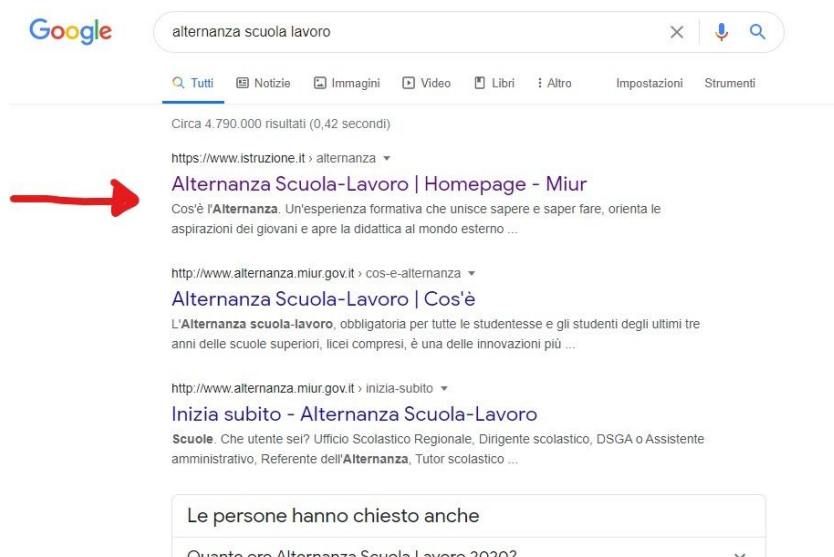 Google
alternanza scuola lavoro
Tutti Notizie Immagini Video Libri Altro Impostazioni Strumenti
Circa 4.790.000 risultati (0,42 secondi)
https://www.istruzione.it › alternanza
Alternanza Scuola-Lavoro | Homepage - Miur
Cos'è l'Alternanza. Un'esperienza formativa che unisce sapere e saper fare, orienta le
aspirazioni dei giovani e apre la didattica al mondo esterno ...
http://www.alternanza.miur.gov.it › cos-e-alternanza
Alternanza Scuola-Lavoro | Cos'è
L'Alternanza scuola-lavoro, obbligatoria per tutte le studentesse e gli studenti degli ultimi tre
anni delle scuole superiori, licei compresi, è una delle innovazioni più ...
http://www.alternanza.miur.gov.it › inizia-subito
Inizia subito - Alternanza Scuola-Lavoro
Scuole. Che utente sei? Ufficio Scolastico Regionale, Dirigente scolastico, DSGA o Assistente
amministrativo, Referente dell'Alternanza, Tutor scolastico ...
Le persone hanno chiesto anche
Quante ore Alternanza Scuola Lavoro 2020?